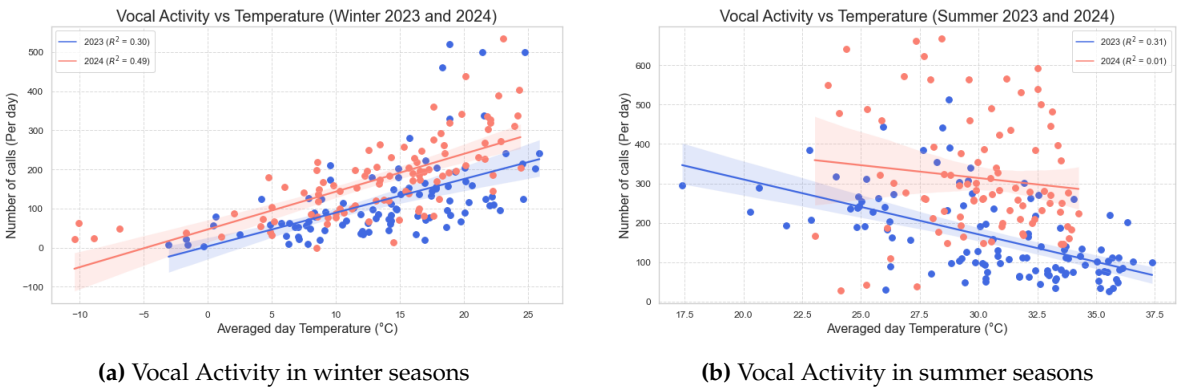 Vocal Activity vs Temperature (Winter 2023 and 2024)
2023 (R² = 0.30)
2024 (R² = 0.49)
500
400
300
200
100
0
−100
Number of calls (Per day)
−10 −5 0 5 10 15 20 25
Averaged day Temperature (°C)
(a) Vocal Activity in winter seasons
Vocal Activity vs Temperature (Summer 2023 and 2024)
2023 (R² = 0.31)
2024 (R² = 0.01)
600
500
400
300
200
100
0
Number of calls (Per day)
17.5 20.0 22.5 25.0 27.5 30.0 32.5 35.0 37.5
Averaged day Temperature (°C)
(b) Vocal Activity in summer seasons